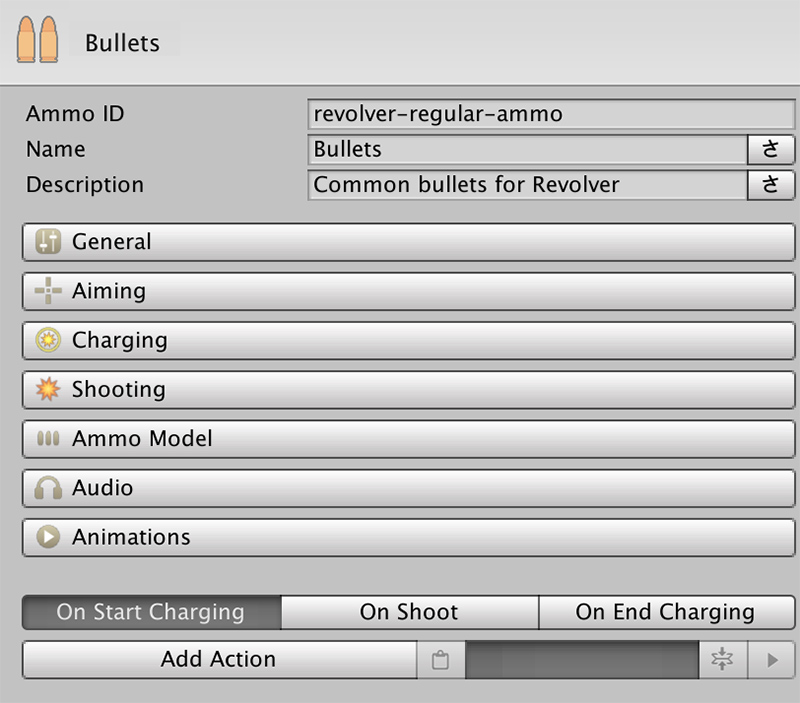 Bullets
Ammo ID revolver-regular-ammo
Name Bullets さ
Description Common bullets for Revolver さ
General
Aiming
Charging
Shooting
Ammo Model
Audio
Animations
On Start Charging On Shoot On End Charging
Add Action